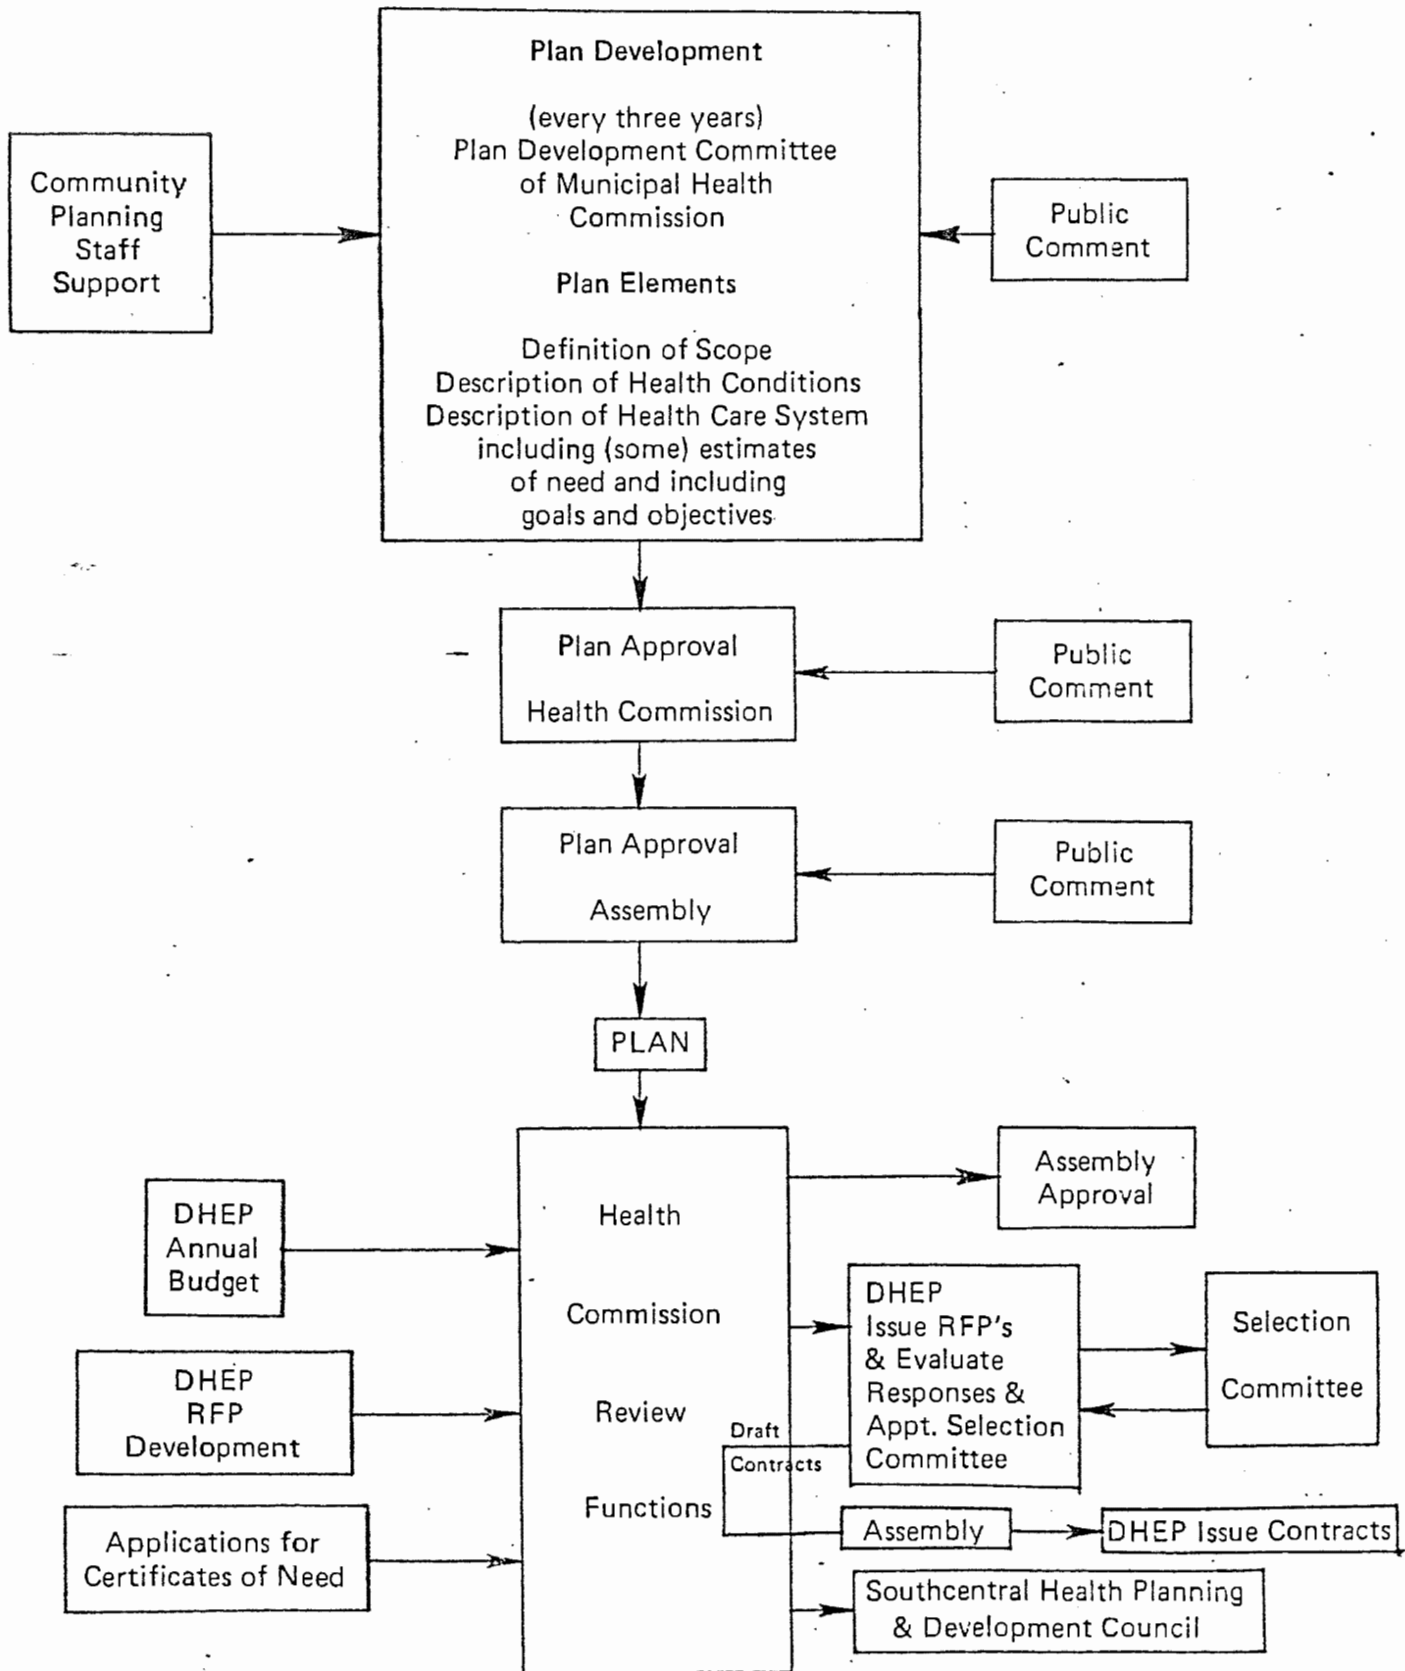 Plan Development
(every three years)
Plan Development Committee
of Municipal Health
Commission
Plan Elements
Definition of Scope
Description of Health Conditions
Description of Health Care System
including (some) estimates
of need and including
goals and objectives
Community
Planning
Staff
Support
Public
Comment
Plan Approval
Health Commission
Public
Comment
Plan Approval
Assembly
Public
Comment
PLAN
Health
Commission
Review
Functions
DHEP
Annual
Budget
DHEP
RFP
Development
Applications for
Certificates of Need
Assembly
Approval
DHEP
Issue RFP's
& Evaluate
Responses &
Appt. Selection
Committee
Selection
Committee
Draft
Contracts
Assembly
DHEP Issue Contracts
Southcentral Health Planning
& Development Council